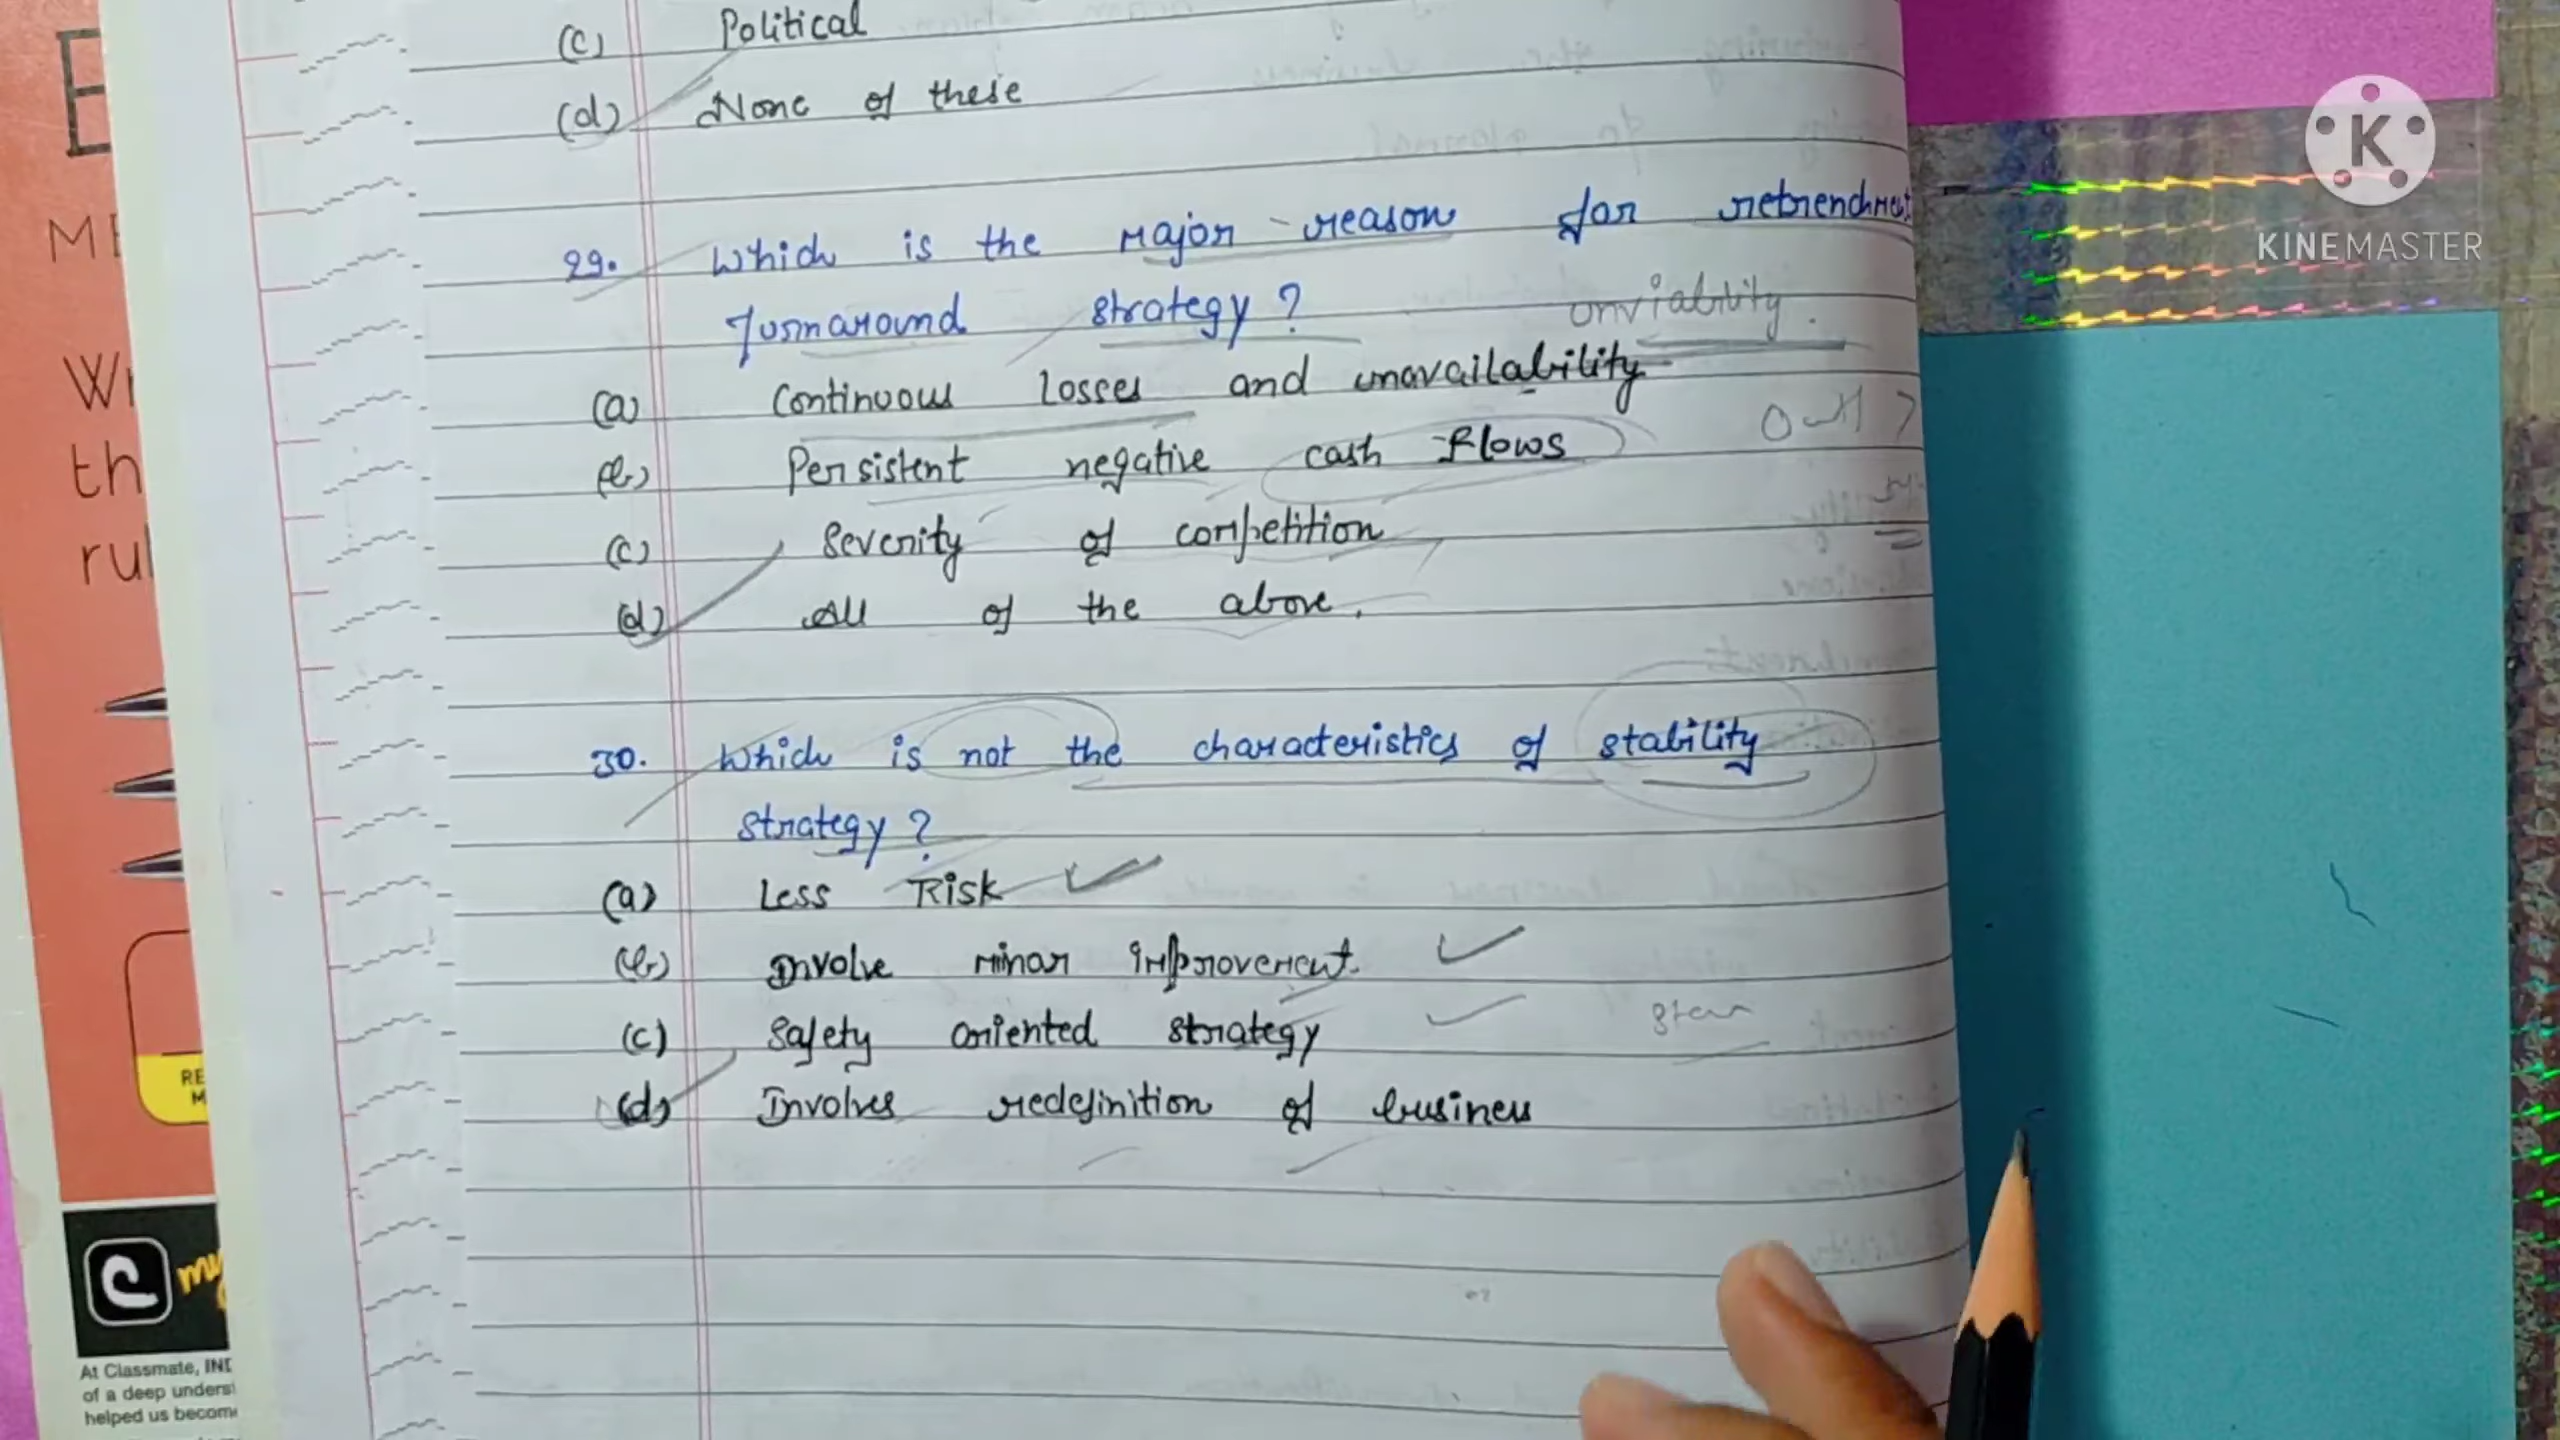 (c) Political
(d) None of these
29. Which is the Major reason for retrenchment
Turnaround strategy?
unviability.
(a) Continuous Losses and unavailability
(b) Persistent negative cash Flows
(c) Severity of competition
(d) All of the above.
30. Which is not the characteristics of stability
strategy?
(a) Less Risk
(b) Involve Minor improvement.
(c) Safety oriented strategy
(d) Involves redefinition of business
K
KINEMASTER
At Classmate, IND
of a deep underst
helped us become